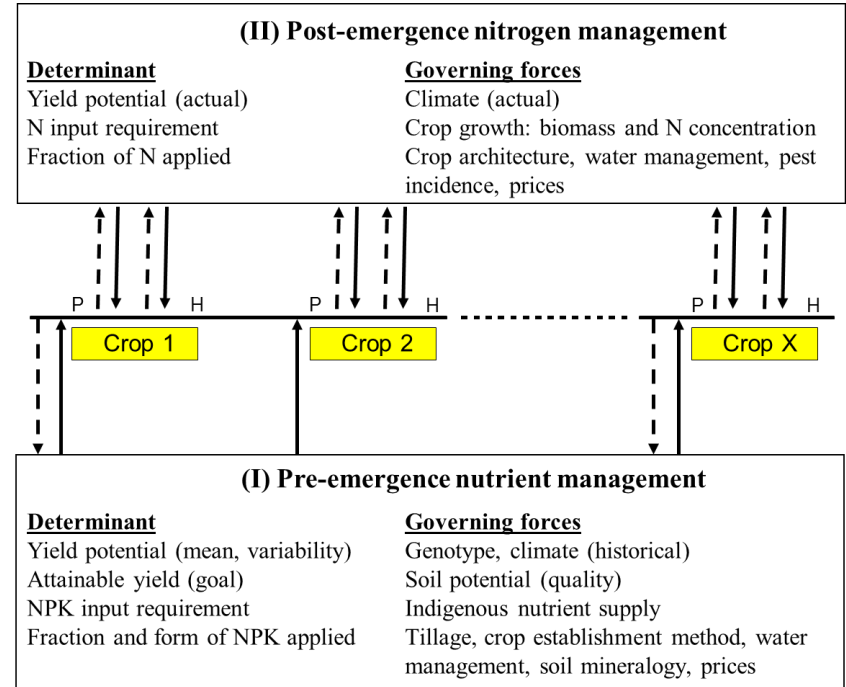 (II) Post-emergence nitrogen management
Determinant
Yield potential (actual)
N input requirement
Fraction of N applied
Governing forces
Climate (actual)
Crop growth: biomass and N concentration
Crop architecture, water management, pest
incidence, prices
P H P H P H
Crop 1 Crop 2 Crop X
(I) Pre-emergence nutrient management
Determinant
Yield potential (mean, variability)
Attainable yield (goal)
NPK input requirement
Fraction and form of NPK applied
Governing forces
Genotype, climate (historical)
Soil potential (quality)
Indigenous nutrient supply
Tillage, crop establishment method, water
management, soil mineralogy, prices